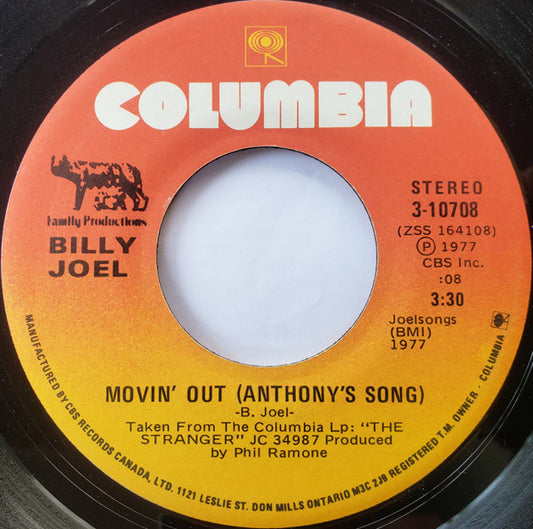 COLUMBIA
Family Productions
BILLY
JOEL
STEREO
3-10708
(ZSS 164108)
Ⓟ 1977
CBS Inc.
:08
3:30
Joelsongs
(BMI)
1977
MOVIN' OUT (ANTHONY'S SONG)
-B. Joel-
Taken From The Columbia Lp: "THE
STRANGER" JC 34987 Produced
by Phil Ramone
MANUFACTURED BY CBS RECORDS CANADA, LTD. 1121 LESLIE ST. DON MILLS ONTARIO M3C 2J9 REGISTERED T.M. OWNER - COLUMBIA